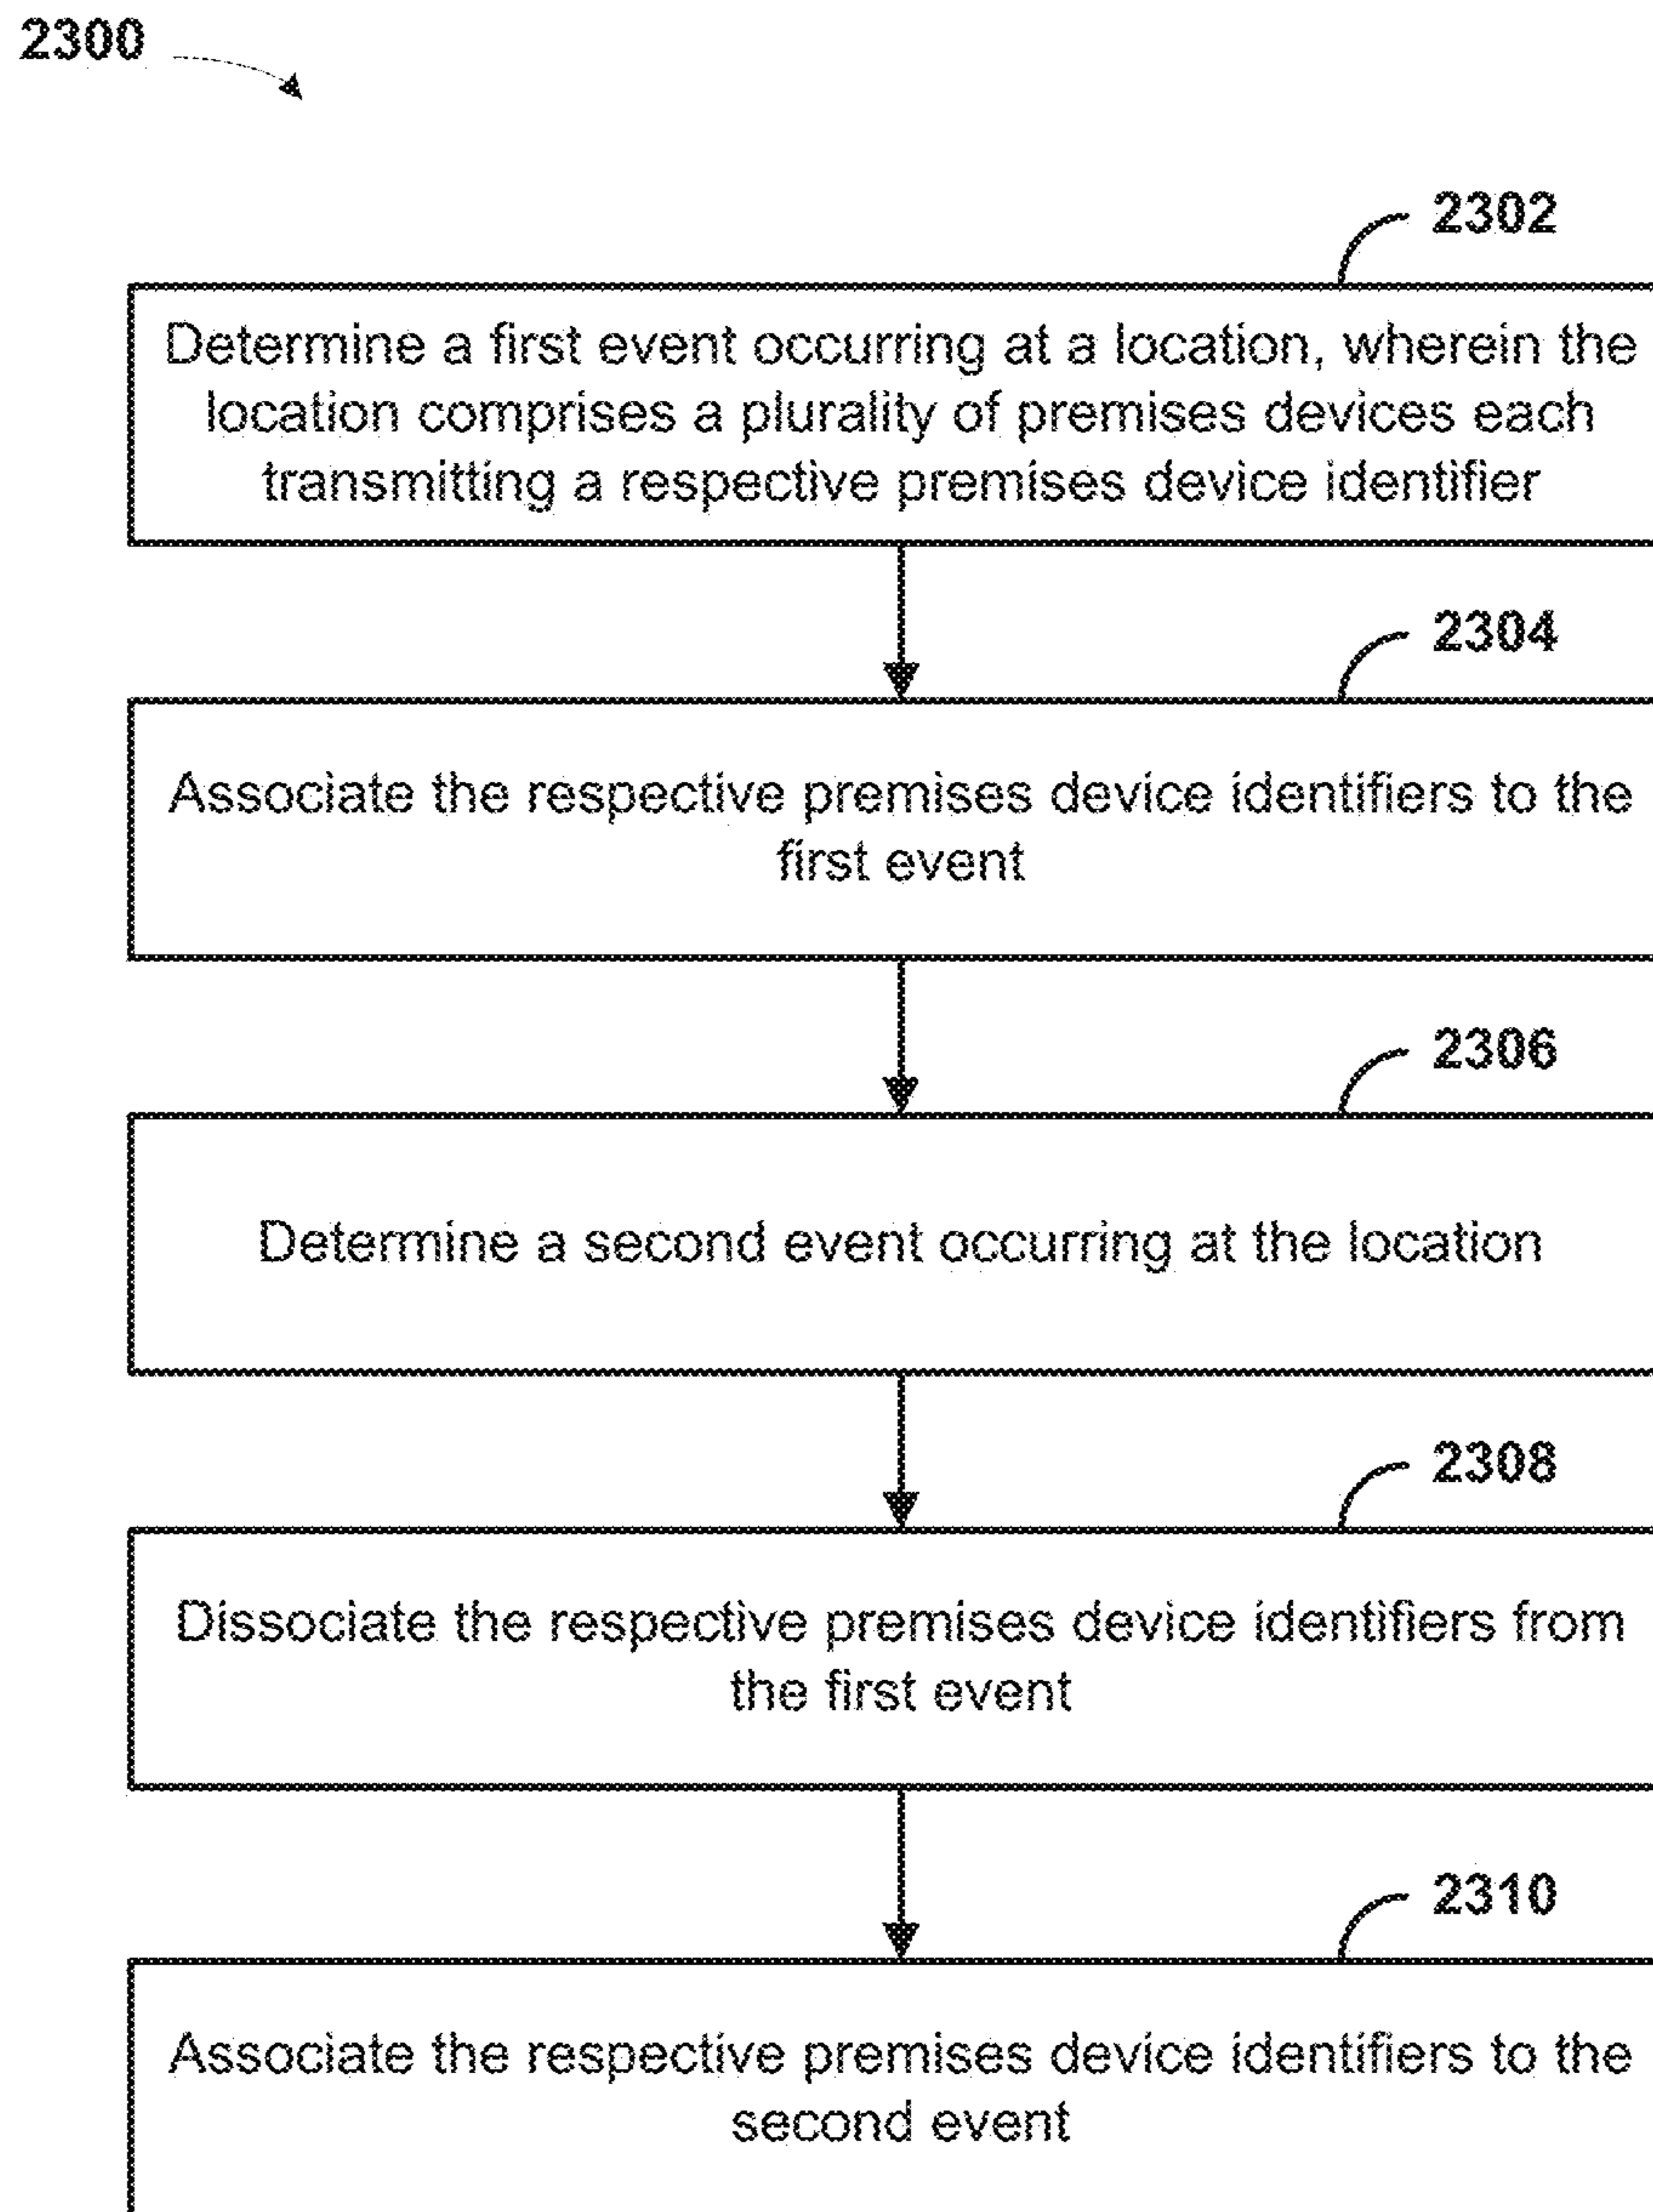 2300
2302
Determine a first event occurring at a location, wherein the
location comprises a plurality of premises devices each
transmitting a respective premises device identifier
2304
Associate the respective premises device identifiers to the
first event
2306
Determine a second event occurring at the location
2308
Dissociate the respective premises device identifiers from
the first event
2310
Associate the respective premises device identifiers to the
second event